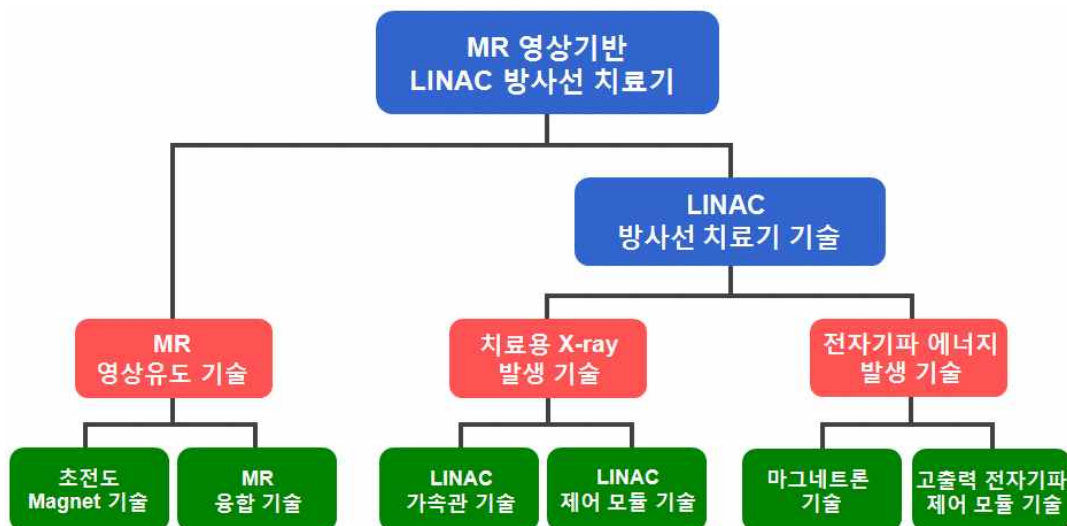 MR 영상기반
LINAC 방사선 치료기
LINAC
방사선 치료기 기술
MR
영상유도 기술
치료용 X-ray
발생 기술
전자기파 에너지
발생 기술
초전도
Magnet 기술
MR
융합 기술
LINAC
가속관 기술
LINAC
제어 모듈 기술
마그네트론
기술
고출력 전자기파
제어 모듈 기술